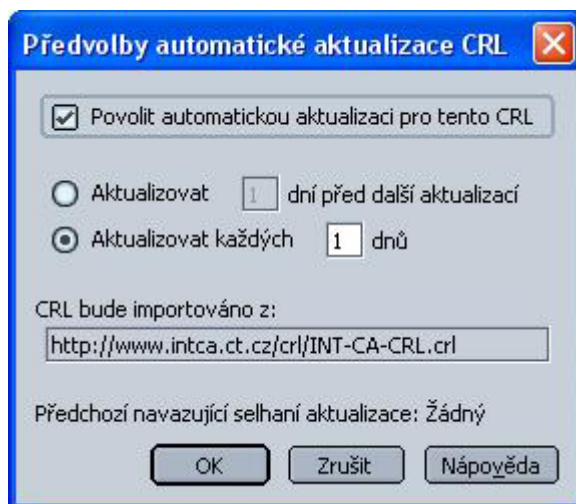 Předvolby automatické aktualizace CRL
Povolit automatickou aktualizaci pro tento CRL
Aktualizovat 1 dní před další aktualizací
Aktualizovat každých 1 dnů
CRL bude importováno z:
http://www.intca.ct.cz/crl/INT-CA-CRL.crl
Předchozí navazující selhaní aktualizace: Žádný
OK Zrušit Nápověda